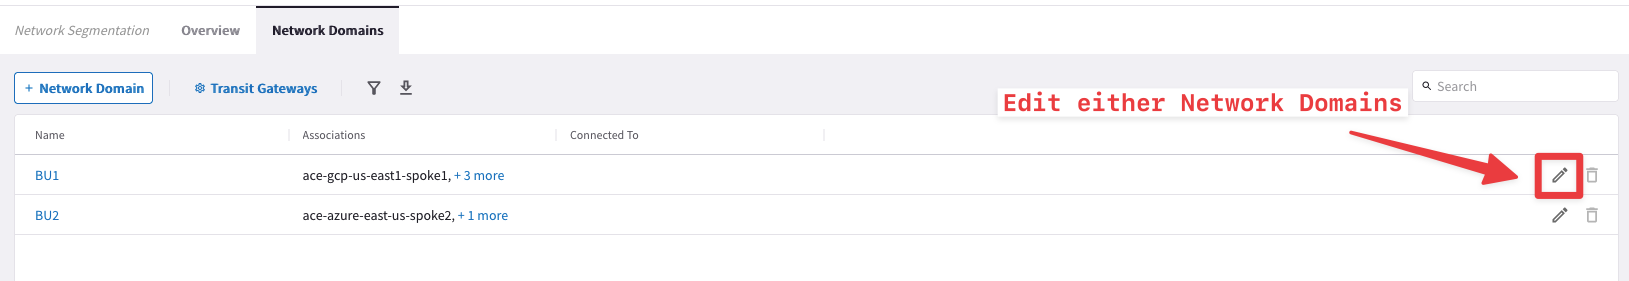 Network Segmentation Overview Network Domains
+ Network Domain Transit Gateways Search
Edit either Network Domains
Name Associations Connected To
BU1 ace-gcp-us-east1-spoke1, + 3 more
BU2 ace-azure-east-us-spoke2, + 1 more